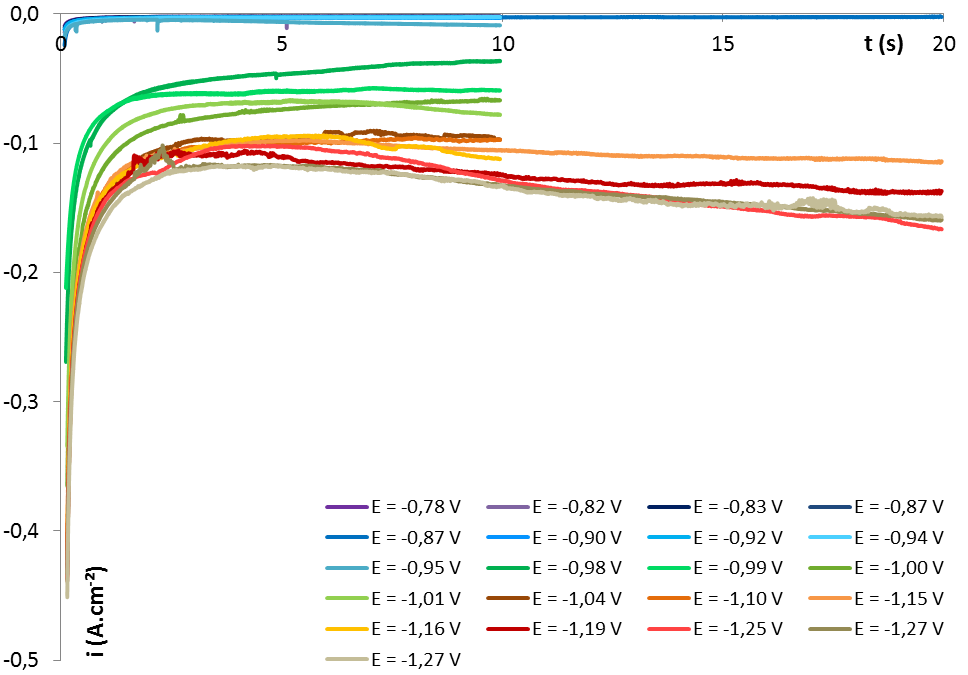 0,0
0 5 10 15 t (s) 20
-0,1
-0,2
-0,3
-0,4
-0,5
i (A.cm⁻²)
E = -0,78 V E = -0,82 V E = -0,83 V E = -0,87 V
E = -0,87 V E = -0,90 V E = -0,92 V E = -0,94 V
E = -0,95 V E = -0,98 V E = -0,99 V E = -1,00 V
E = -1,01 V E = -1,04 V E = -1,10 V E = -1,15 V
E = -1,16 V E = -1,19 V E = -1,25 V E = -1,27 V
E = -1,27 V